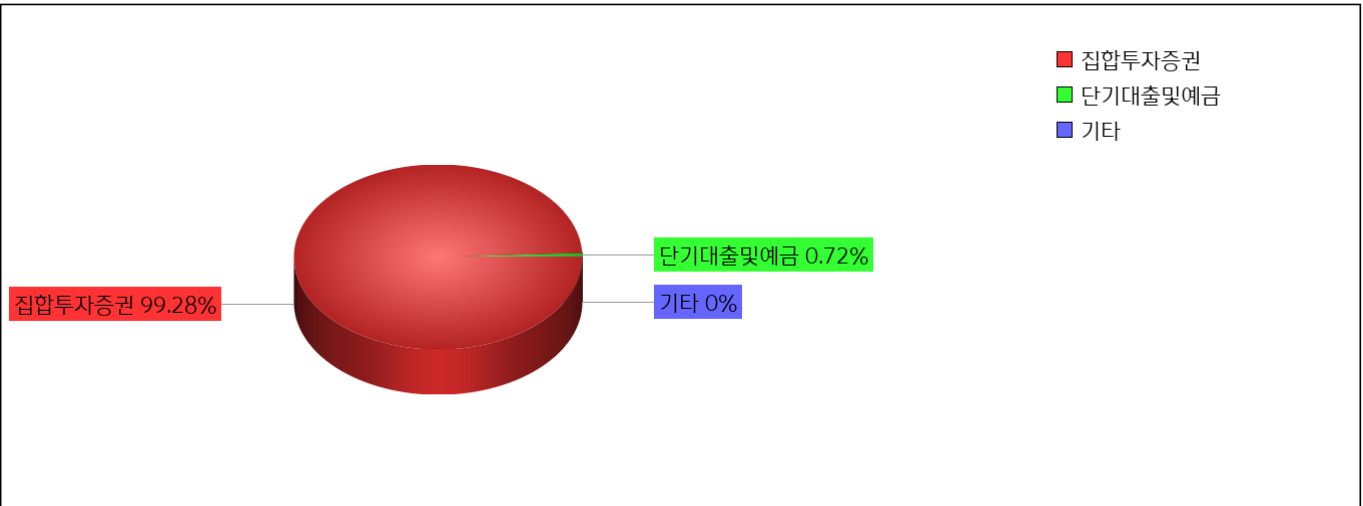 집합투자증권
단기대출및예금
기타
단기대출및예금 0.72%
집합투자증권 99.28%
기타 0%